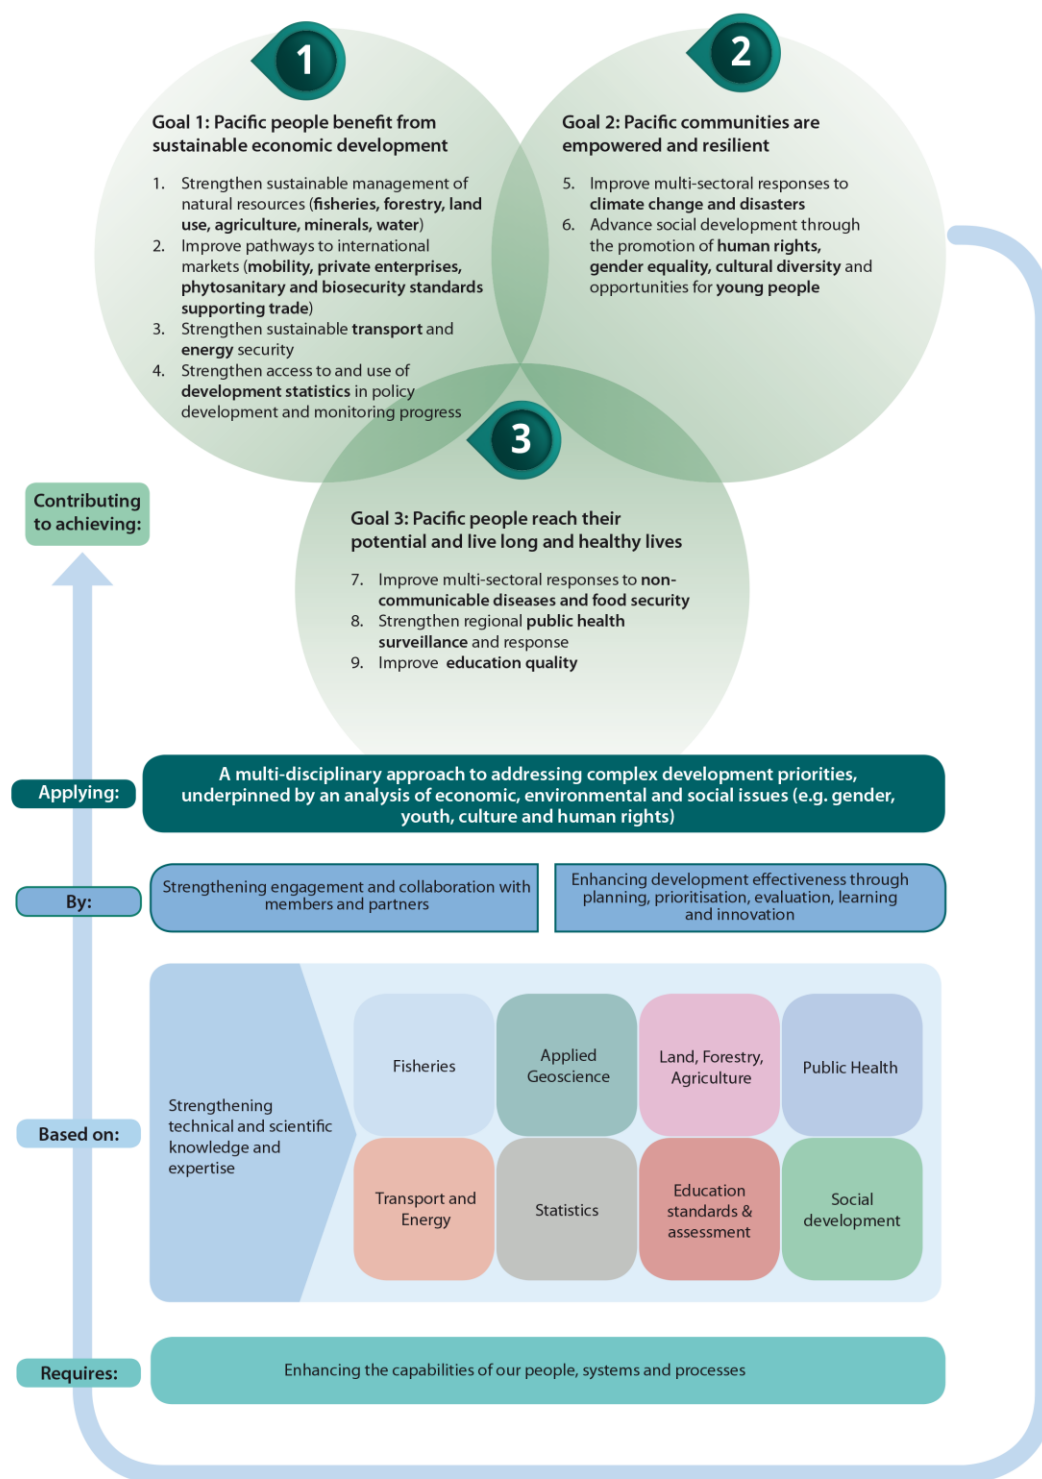 1
Goal 1: Pacific people benefit from
sustainable economic development
1. Strengthen sustainable management of
natural resources (fisheries, forestry, land
use, agriculture, minerals, water)
2. Improve pathways to international
markets (mobility, private enterprises,
phytosanitary and biosecurity standards
supporting trade)
3. Strengthen sustainable transport and
energy security
4. Strengthen access to and use of
development statistics in policy
development and monitoring progress
2
Goal 2: Pacific communities are
empowered and resilient
5. Improve multi-sectoral responses to
climate change and disasters
6. Advance social development through
the promotion of human rights,
gender equality, cultural diversity and
opportunities for young people
3
Goal 3: Pacific people reach their
potential and live long and healthy lives
7. Improve multi-sectoral responses to non-
communicable diseases and food security
8. Strengthen regional public health
surveillance and response
9. Improve education quality
Contributing
to achieving:
Applying:
A multi-disciplinary approach to addressing complex development priorities,
underpinned by an analysis of economic, environmental and social issues (e.g. gender,
youth, culture and human rights)
By:
Strengthening engagement and collaboration with
members and partners
Enhancing development effectiveness through
planning, prioritisation, evaluation, learning
and innovation
Based on:
Strengthening
technical and scientific
knowledge and
expertise
Fisheries
Applied
Geoscience
Land, Forestry,
Agriculture
Public Health
Transport and
Energy
Statistics
Education
standards &
assessment
Social
development
Requires:
Enhancing the capabilities of our people, systems and processes